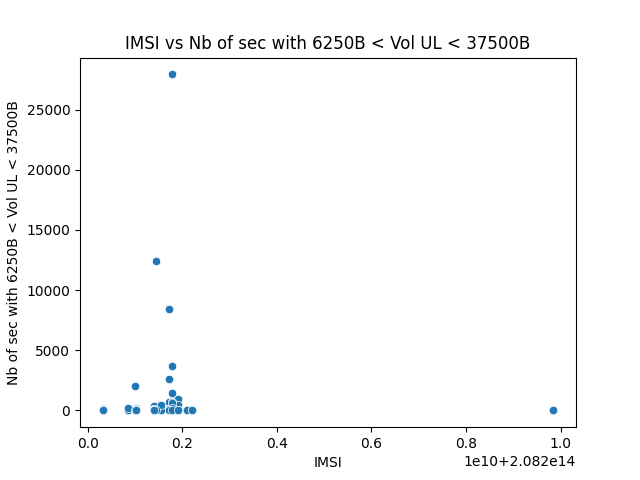 IMSI vs Nb of sec with 6250B < Vol UL < 37500B
Nb of sec with 6250B < Vol UL < 37500B
25000
20000
15000
10000
5000
0
0.0 0.2 0.4 0.6 0.8 1.0
1e10+2.082e14
IMSI